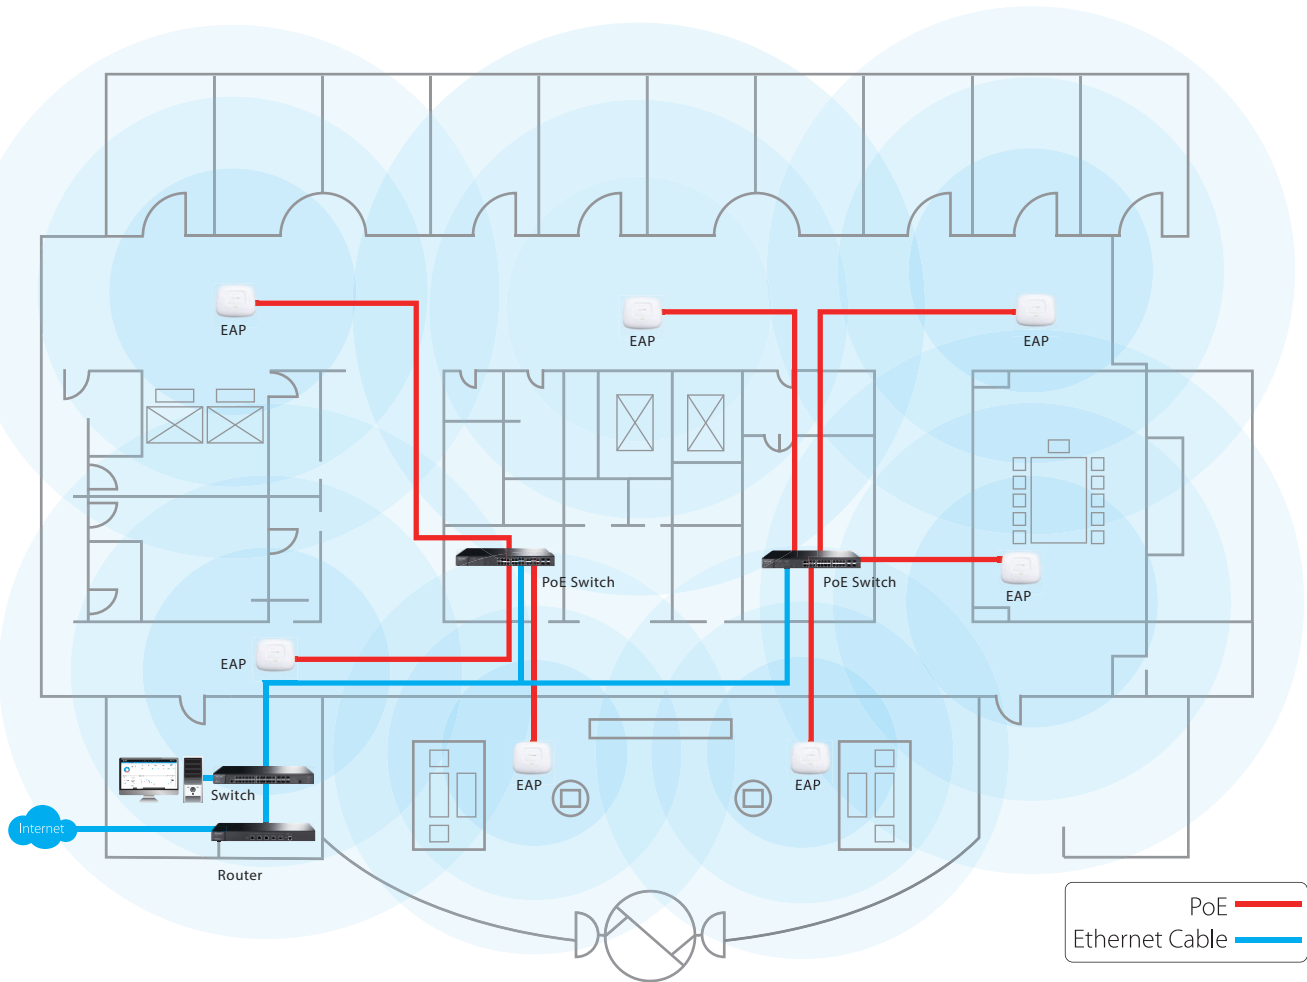 EAP
EAP
EAP
PoE Switch
PoE Switch
EAP
EAP
EAP
EAP
Switch
Internet
Router
PoE
Ethernet Cable